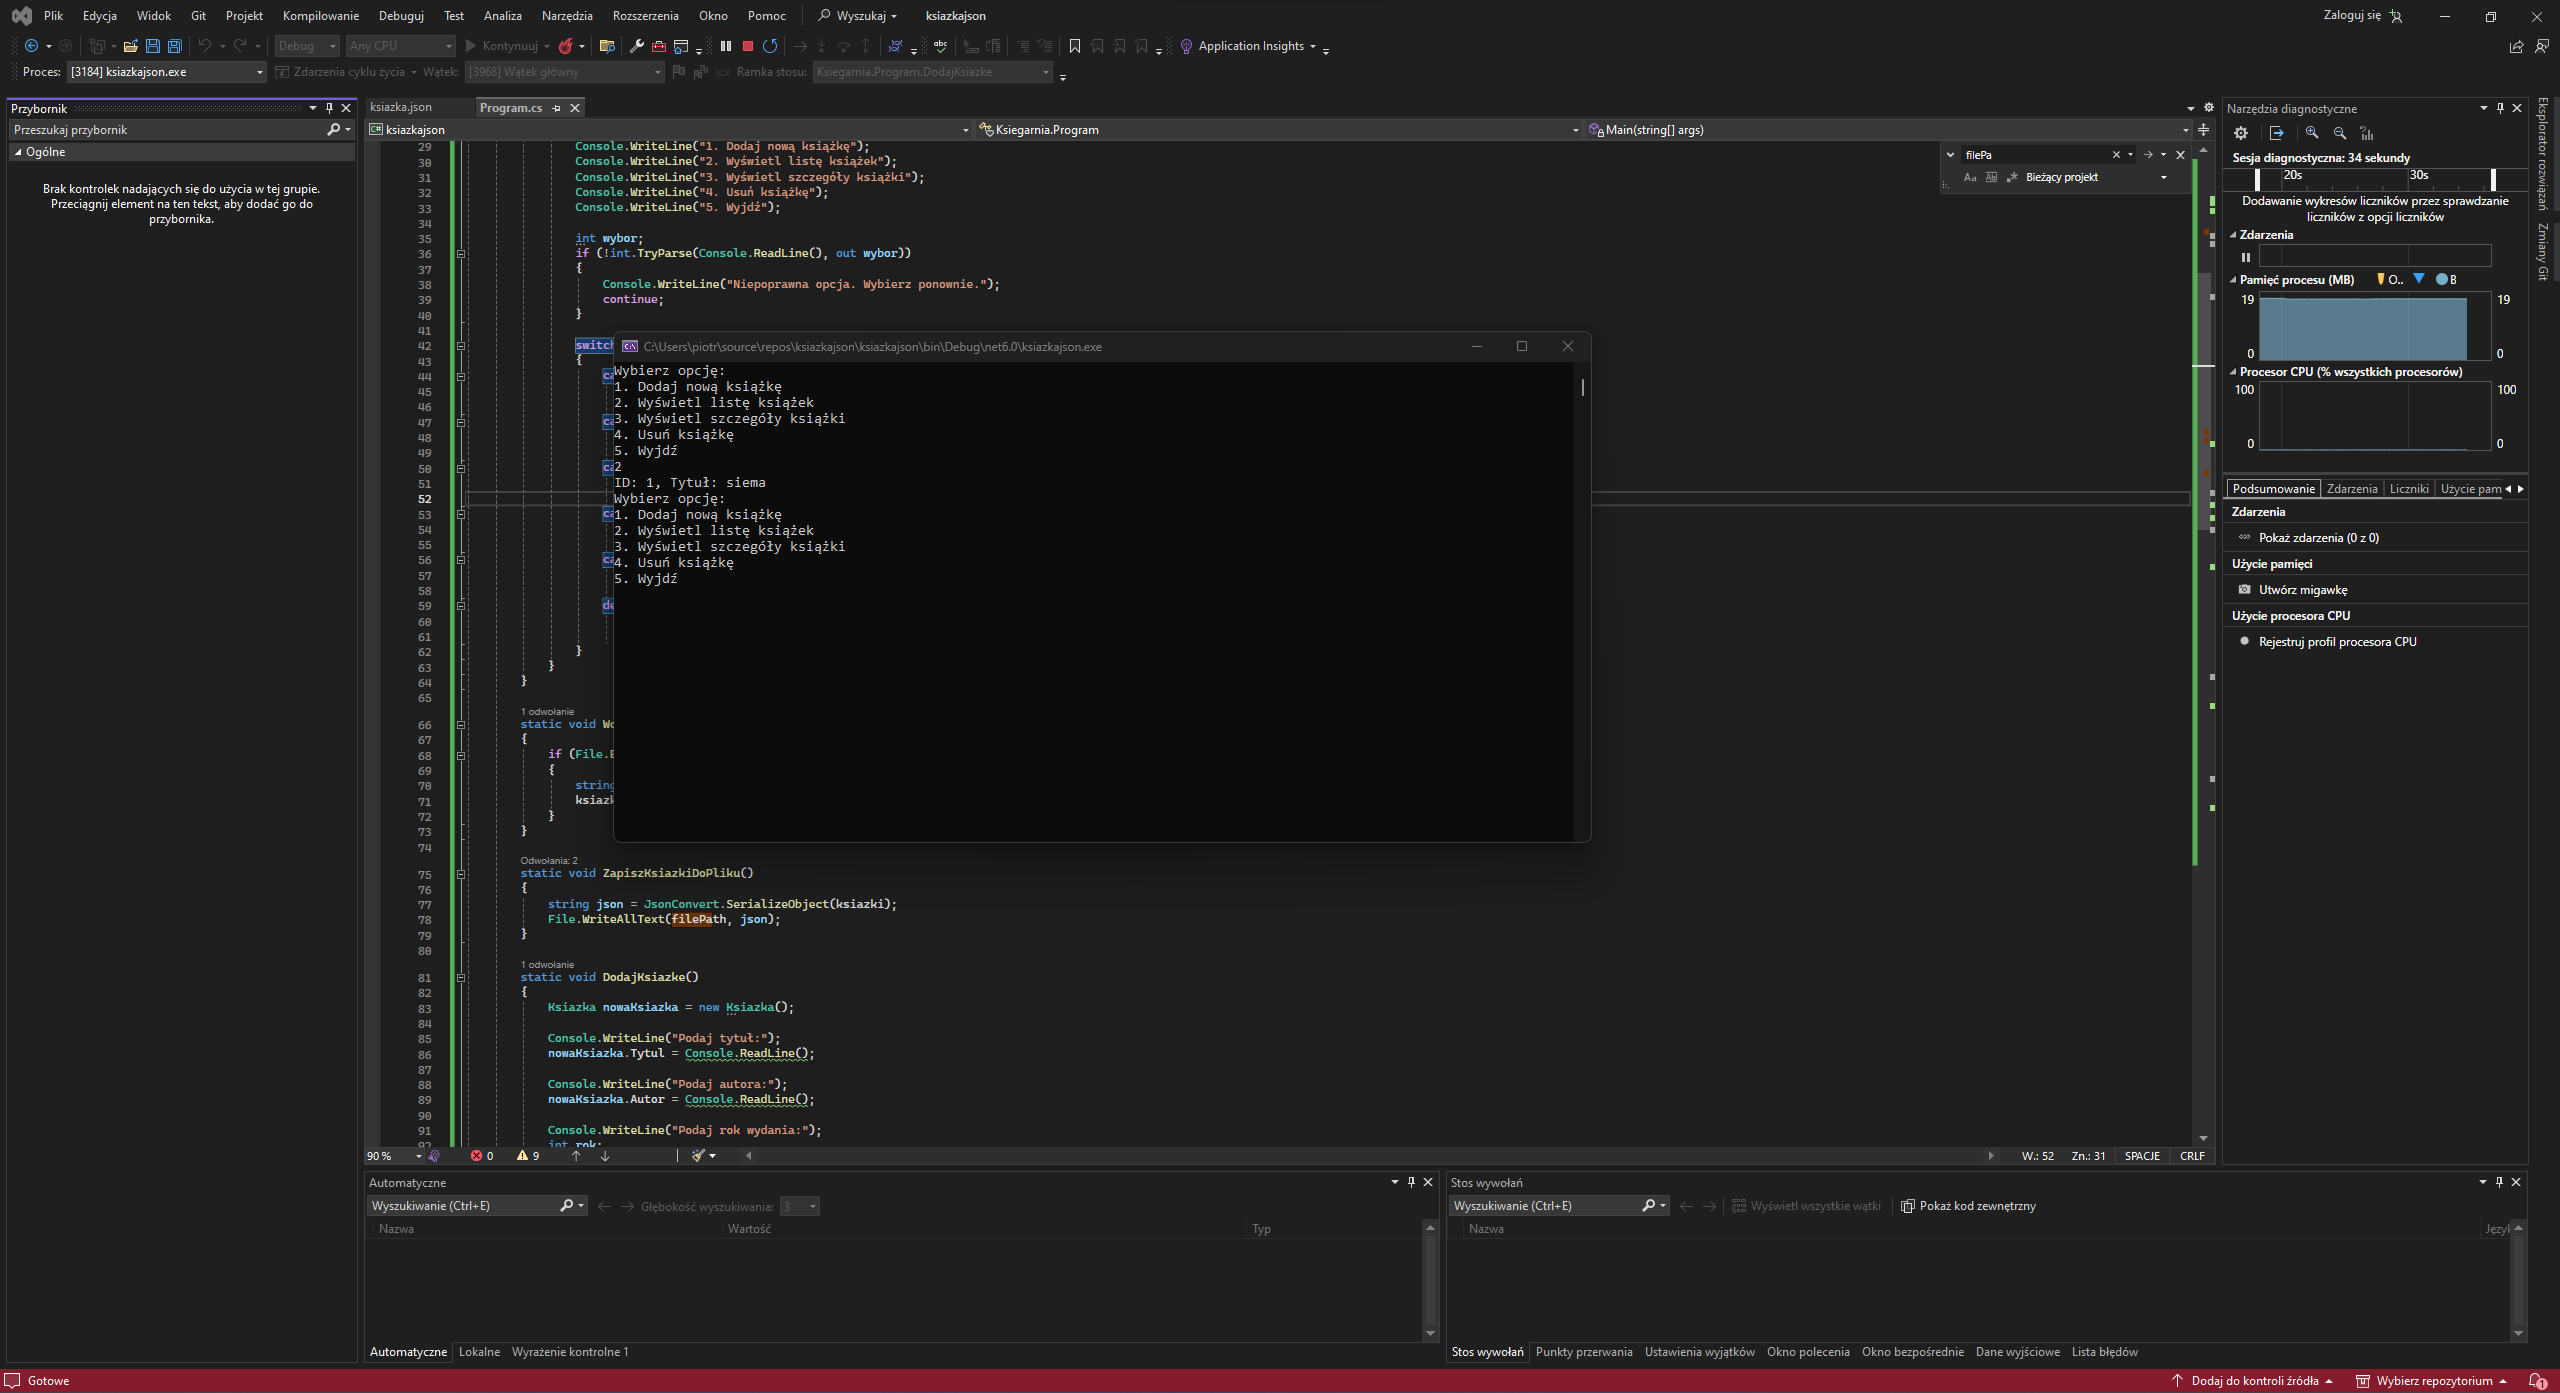 Plik Edycja Widok Git Projekt Kompilowanie Debuguj Test Analiza Narzędzia Rozszerzenia Okno Pomoc Wyszukaj ksiazkajson Zaloguj się
Debug Any CPU Kontynuuj Application Insights
Proces: [3184] ksiazkajson.exe Zdarzenia cyklu życia Wątek: [3968] Wątek główny Ramka stosu: Ksiegarnia.Program.DodajKsiazke
Przybornik
Przeszukaj przybornik
Ogólne
Brak kontrolek nadających się do użycia w tej grupie.
Przeciągnij element na ten tekst, aby dodać go do
przybornika.
ksiazka.json Program.cs
ksiazkajson Ksiegarnia.Program Main(string[] args)
filePa
Aa Bieżący projekt
29 Console.WriteLine("1. Dodaj nową książkę");
30 Console.WriteLine("2. Wyświetl listę książek");
31 Console.WriteLine("3. Wyświetl szczegóły książki");
32 Console.WriteLine("4. Usuń książkę");
33 Console.WriteLine("5. Wyjdź");
34
35 int wybor;
36 if (!int.TryParse(Console.ReadLine(), out wybor))
37 {
38 Console.WriteLine("Niepoprawna opcja. Wybierz ponownie.");
39 continue;
40 }
41
42 switch
43 {
44 ca
45
46
47 ca
48
49
50 ca
51
52
53 ca
54
55
56 ca
57
58
59 de
60
61
62 }
63 }
64 }
65
1 odwołanie
66 static void Wc
67 {
68 if (File.E
69 {
70 string
71 ksiazk
72 }
73 }
74
Odwołania: 2
75 static void ZapiszKsiazkiDoPliku()
76 {
77 string json = JsonConvert.SerializeObject(ksiazki);
78 File.WriteAllText(filePath, json);
79 }
80
1 odwołanie
81 static void DodajKsiazke()
82 {
83 Ksiazka nowaKsiazka = new Ksiazka();
84
85 Console.WriteLine("Podaj tytuł:");
86 nowaKsiazka.Tytul = Console.ReadLine();
87
88 Console.WriteLine("Podaj autora:");
89 nowaKsiazka.Autor = Console.ReadLine();
90
91 Console.WriteLine("Podaj rok wydania:");
92 int rok;
C:\Users\piotr\source\repos\ksiazkajson\ksiazkajson\bin\Debug\net6.0\ksiazkajson.exe
Wybierz opcję:
1. Dodaj nową książkę
2. Wyświetl listę książek
3. Wyświetl szczegóły książki
4. Usuń książkę
5. Wyjdź
2
ID: 1, Tytuł: siema
Wybierz opcję:
1. Dodaj nową książkę
2. Wyświetl listę książek
3. Wyświetl szczegóły książki
4. Usuń książkę
5. Wyjdź
90 % 0 9 W.: 52 Zn.: 31 SPACJE CRLF
Narzędzia diagnostyczne
Sesja diagnostyczna: 34 sekundy
20s 30s
Dodawanie wykresów liczników przez sprawdzanie
liczników z opcji liczników
Zdarzenia
Pamięć procesu (MB) O.. B
19 19
0 0
Procesor CPU (% wszystkich procesorów)
100 100
0 0
Podsumowanie Zdarzenia Liczniki Użycie pam
Zdarzenia
Pokaż zdarzenia (0 z 0)
Użycie pamięci
Utwórz migawkę
Użycie procesora CPU
Rejestruj profil procesora CPU
Eksplorator rozwiązań
Zmiany Git
Automatyczne
Wyszukiwanie (Ctrl+E) Głębokość wyszukiwania: 3
Nazwa Wartość Typ
Automatyczne Lokalne Wyrażenie kontrolne 1
Stos wywołań
Wyszukiwanie (Ctrl+E) Wyświetl wszystkie wątki Pokaż kod zewnętrzny
Nazwa Język
Stos wywołań Punkty przerwania Ustawienia wyjątków Okno polecenia Okno bezpośrednie Dane wyjściowe Lista błędów
Gotowe Dodaj do kontroli źródła Wybierz repozytorium 1